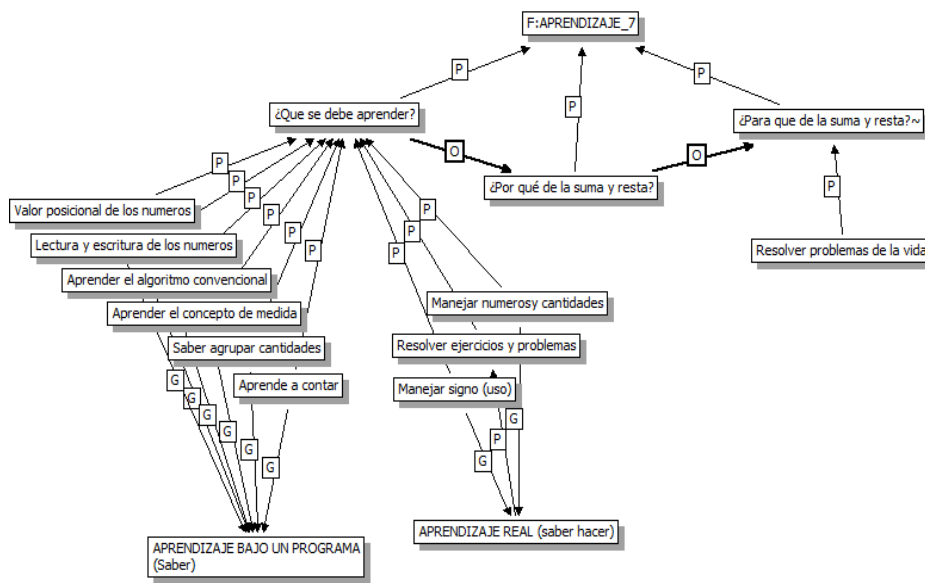 F:APRENDIZAJE_7
P
P
P
¿Que se debe aprender?
¿Para que de la suma y resta?~
O
O
¿Por qué de la suma y resta?
P
P
P
P
P
P
Valor posicional de los numeros
Lectura y escritura de los numeros
Aprender el algoritmo convencional
Aprender el concepto de medida
Saber agrupar cantidades
Aprende a contar
P
P
P
P
Resolver problemas de la vida
Manejar numerosy cantidades
Resolver ejercicios y problemas
Manejar signo (uso)
G
G
G
G
G
G
G
P
G
APRENDIZAJE BAJO UN PROGRAMA
(Saber)
APRENDIZAJE REAL (saber hacer)